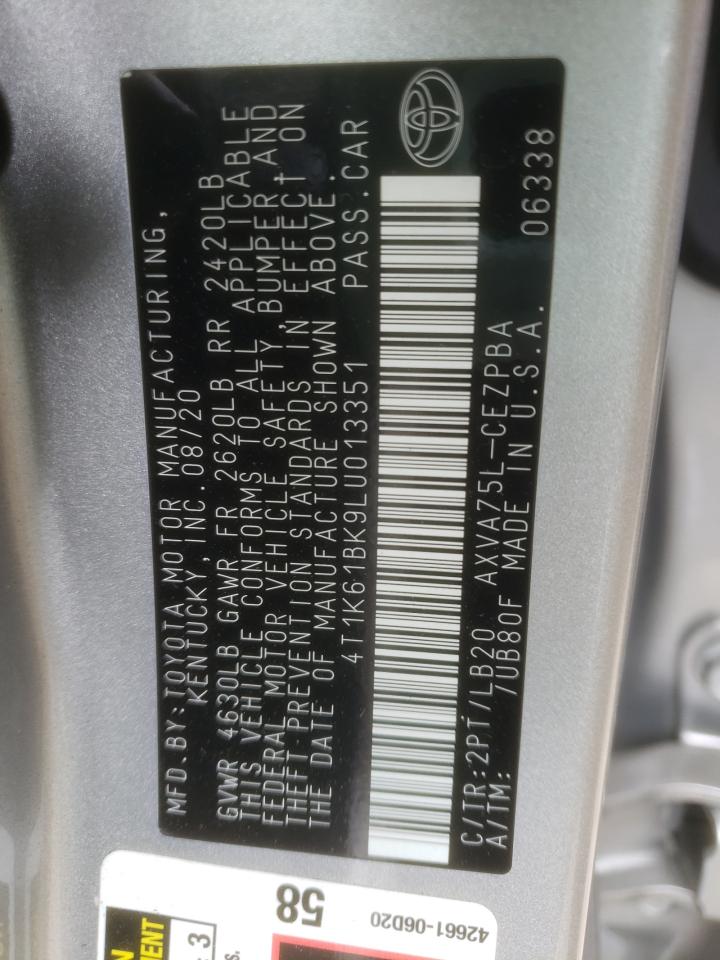 MFD.BY:TOYOTA MOTOR MANUFACTURING,
KENTUCKY, INC. 08/20
GVWR 4630LB GAWR FR 2620LB RR 2420LB
THIS VEHICLE CONFORMS TO ALL APPLICABLE
FEDERAL MOTOR VEHICLE SAFETY, BUMPER, AND
THEFT PREVENTION STANDARDS IN EFFECT ON
THE DATE OF MANUFACTURE SHOWN ABOVE.
4T1K61BK9LU013351 PASS.CAR
C/TR:2PT/LB20 AXVA75L-CEZPBA
A/TM: 7UB80F MADE IN U.S.A. 06338
58
42661-06D20
3